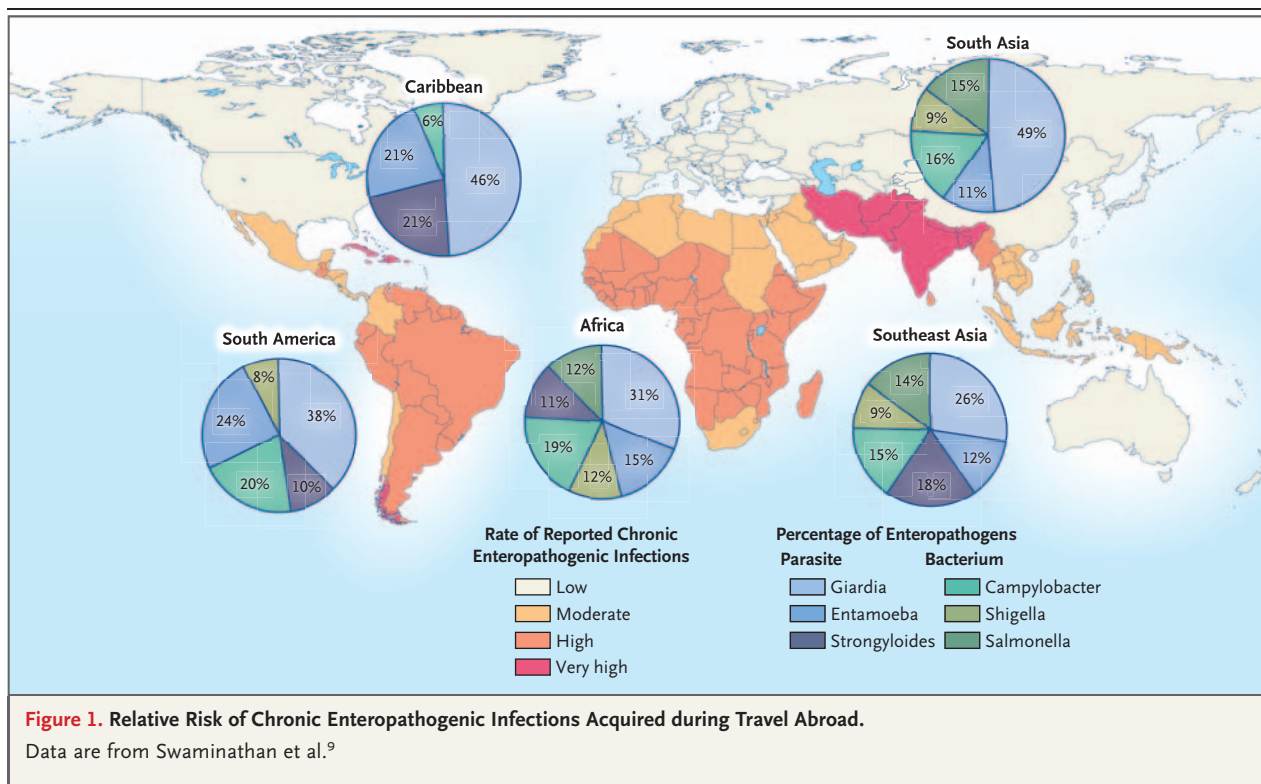 South Asia
15%
9%
49%
16%
11%
Caribbean
6%
21%
46%
21%
South America
8%
24%
38%
20%
10%
Africa
12%
31%
11%
19%
15%
12%
Southeast Asia
14%
26%
9%
15%
12%
18%
Rate of Reported Chronic
Enteropathogenic Infections
Low
Moderate
High
Very high
Percentage of Enteropathogens
Parasite Bacterium
Giardia Campylobacter
Entamoeba Shigella
Strongyloides Salmonella
Figure 1. Relative Risk of Chronic Enteropathogenic Infections Acquired during Travel Abroad.
Data are from Swaminathan et al.⁹